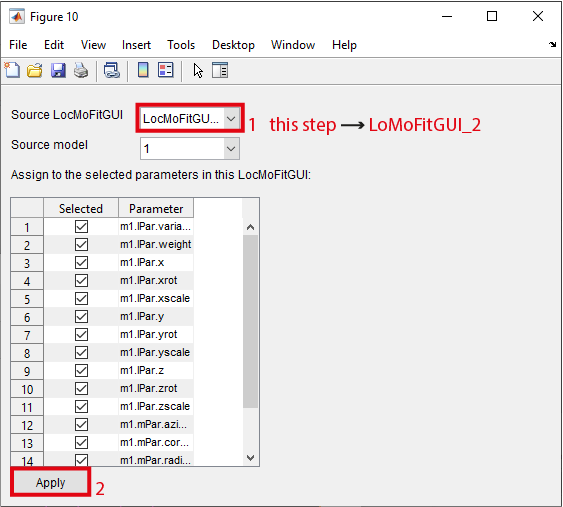 Figure 10
File Edit View Insert Tools Desktop Window Help
Source LocMoFitGUI LocMoFitGU... 1 this step → LoMoFitGUI_2
Source model 1
Assign to the selected parameters in this LocMoFitGUI:
Selected Parameter
1 m1.lPar.varia...
2 m1.lPar.weight
3 m1.lPar.x
4 m1.lPar.xrot
5 m1.lPar.xscale
6 m1.lPar.y
7 m1.lPar.yrot
8 m1.lPar.yscale
9 m1.lPar.z
10 m1.lPar.zrot
11 m1.lPar.zscale
12 m1.mPar.azi...
13 m1.mPar.cor...
14 m1.mPar.radi...
Apply 2